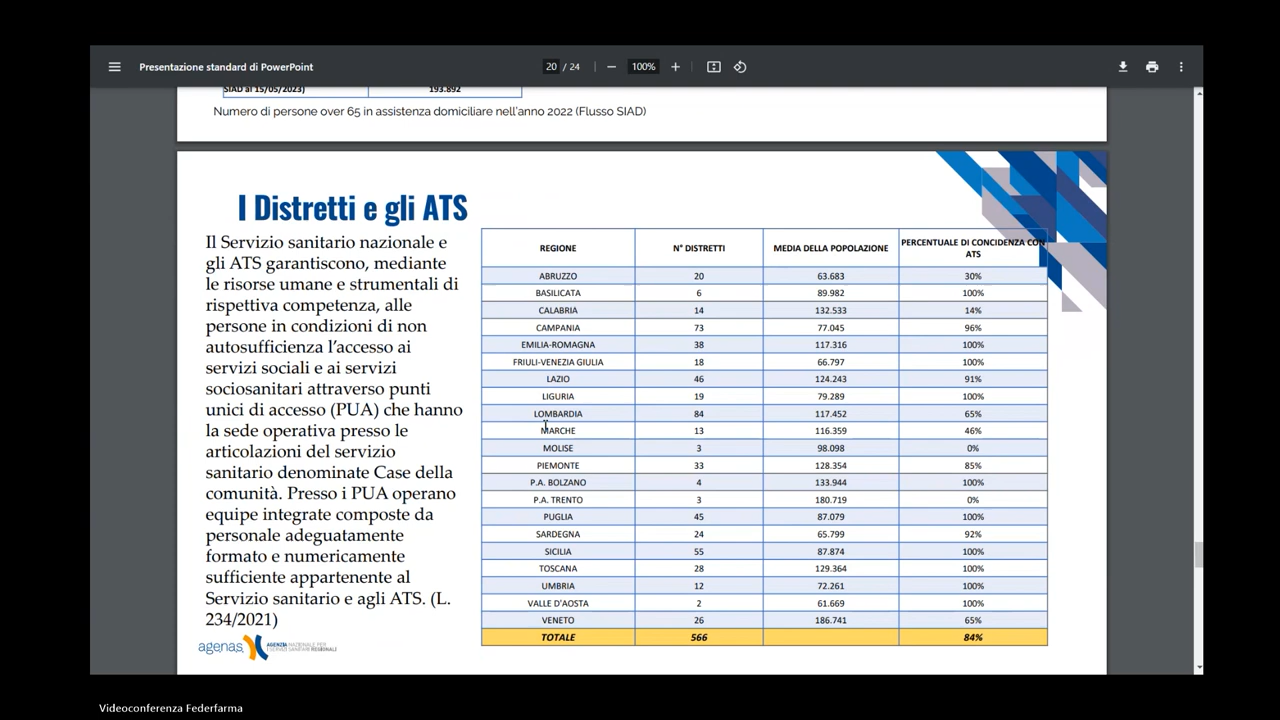 Presentazione standard di PowerPoint
20 / 24
100%
SIAD al 15/05/2023)
193.892
Numero di persone over 65 in assistenza domiciliare nell'anno 2022 (Flusso SIAD)
I Distretti e gli ATS
Il Servizio sanitario nazionale e
gli ATS garantiscono, mediante
le risorse umane e strumentali di
rispettiva competenza, alle
persone in condizioni di non
autosufficienza l'accesso ai
servizi sociali e ai servizi
sociosanitari attraverso punti
unici di accesso (PUA) che hanno
la sede operativa presso le
articolazioni del servizio
sanitario denominate Case della
comunità. Presso i PUA operano
equipe integrate composte da
personale adeguatamente
formato e numericamente
sufficiente appartenente al
Servizio sanitario e agli ATS. (L.
234/2021)
REGIONE N° DISTRETTI MEDIA DELLA POPOLAZIONE PERCENTUALE DI CONCIDENZA CON ATS
ABRUZZO 20 63.683 30%
BASILICATA 6 89.982 100%
CALABRIA 14 132.533 14%
CAMPANIA 73 77.045 96%
EMILIA-ROMAGNA 38 117.316 100%
FRIULI-VENEZIA GIULIA 18 66.797 100%
LAZIO 46 124.243 91%
LIGURIA 19 79.289 100%
LOMBARDIA 84 117.452 65%
MARCHE 13 116.359 46%
MOLISE 3 98.098 0%
PIEMONTE 33 128.354 85%
P.A. BOLZANO 4 133.944 100%
P.A. TRENTO 3 180.719 0%
PUGLIA 45 87.079 100%
SARDEGNA 24 65.799 92%
SICILIA 55 87.874 100%
TOSCANA 28 129.364 100%
UMBRIA 12 72.261 100%
VALLE D'AOSTA 2 61.669 100%
VENETO 26 186.741 65%
TOTALE 566 84%
agenas. AGENZIA NAZIONALE PER
I SERVIZI SANITARI REGIONALI
Videoconferenza Federfarma